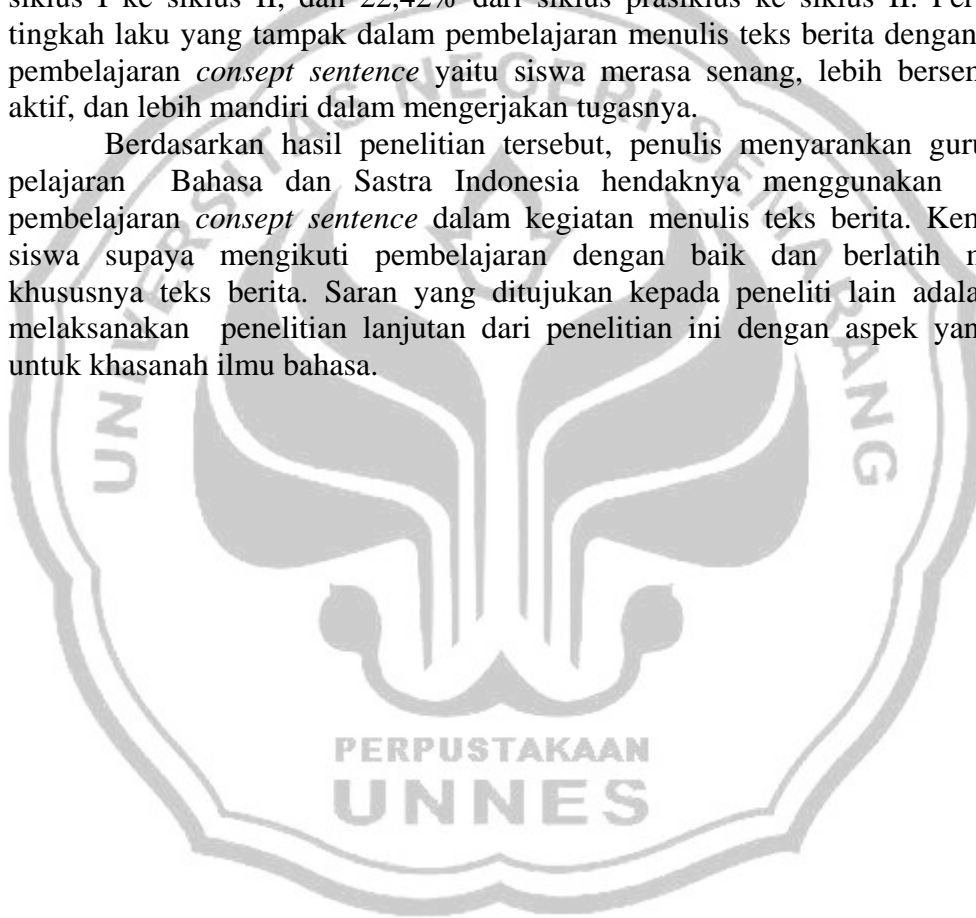 siklus I ke siklus II, dan 22,42% dari siklus prasiklus ke siklus II. Per
tingkah laku yang tampak dalam pembelajaran menulis teks berita dengan
pembelajaran consept sentence yaitu siswa merasa senang, lebih bersem
aktif, dan lebih mandiri dalam mengerjakan tugasnya.
Berdasarkan hasil penelitian tersebut, penulis menyarankan guru
pelajaran Bahasa dan Sastra Indonesia hendaknya menggunakan
pembelajaran consept sentence dalam kegiatan menulis teks berita. Kem
siswa supaya mengikuti pembelajaran dengan baik dan berlatih m
khususnya teks berita. Saran yang ditujukan kepada peneliti lain adala
melaksanakan penelitian lanjutan dari penelitian ini dengan aspek yan
untuk khasanah ilmu bahasa.
UNIVERSITAS NEGERI SEMARANG
PERPUSTAKAAN
UNNES